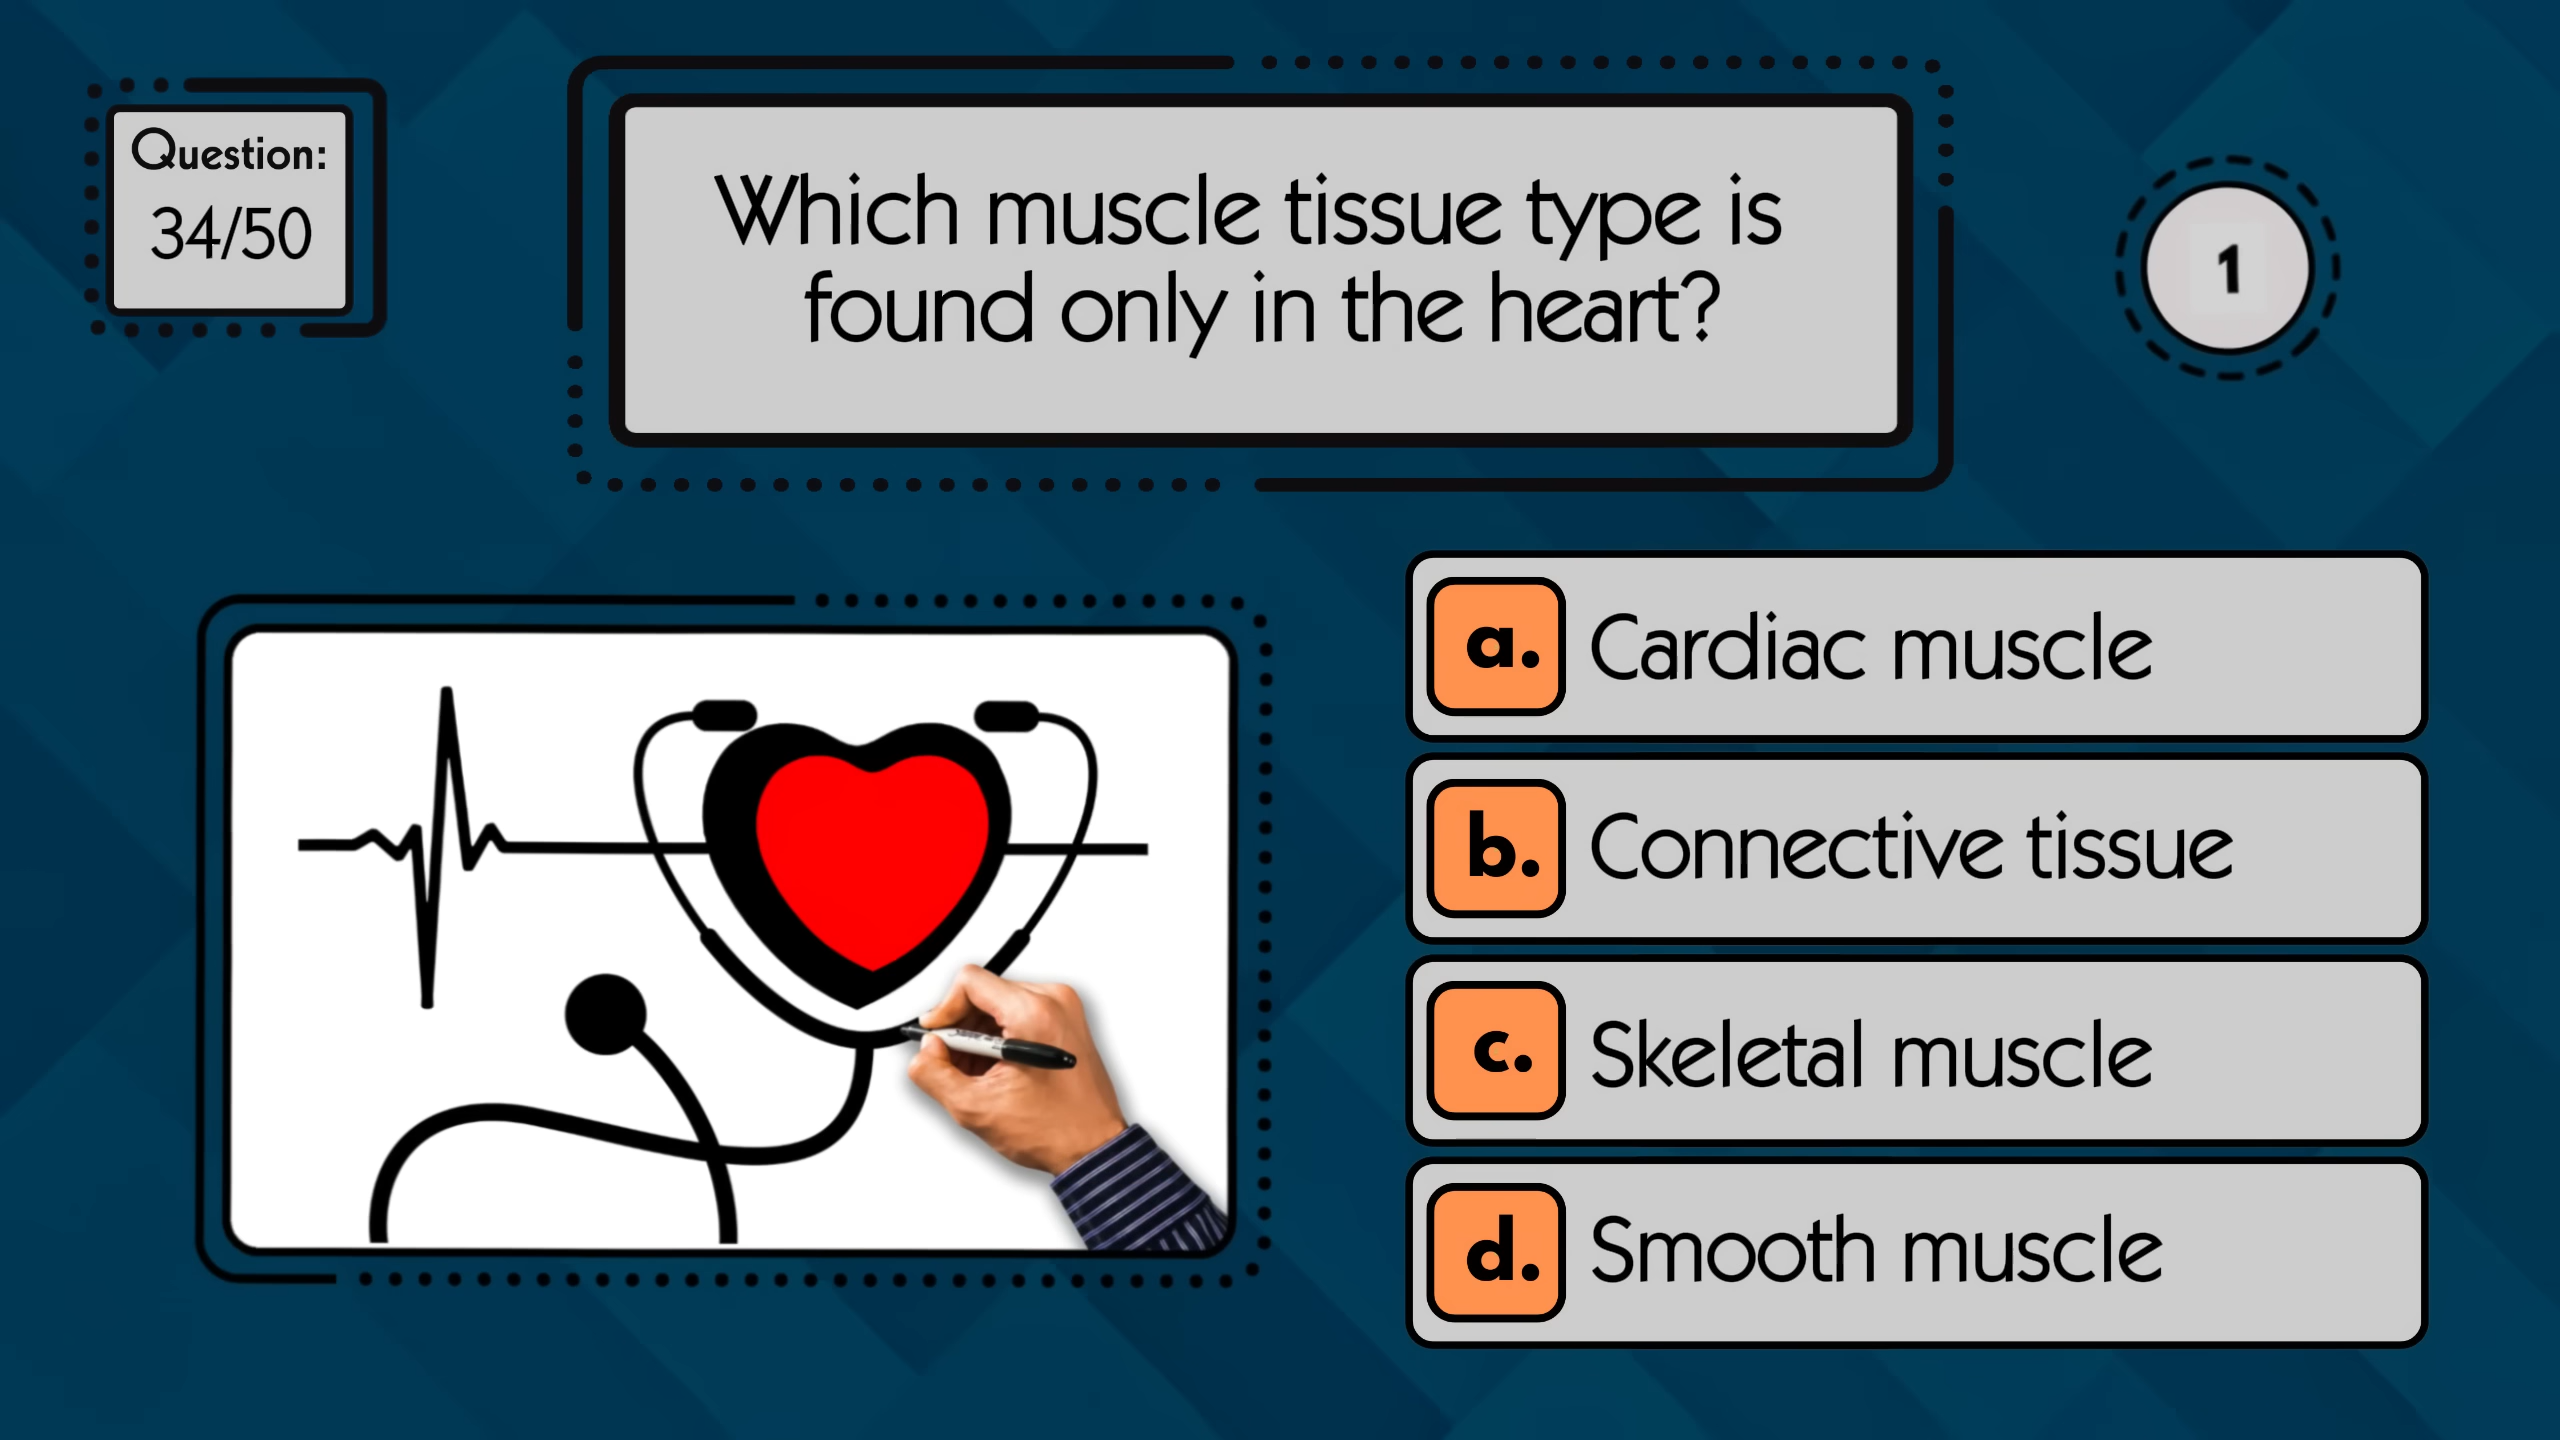 Question:
34/50
Which muscle tissue type is
found only in the heart?
1
a. Cardiac muscle
b. Connective tissue
c. Skeletal muscle
d. Smooth muscle